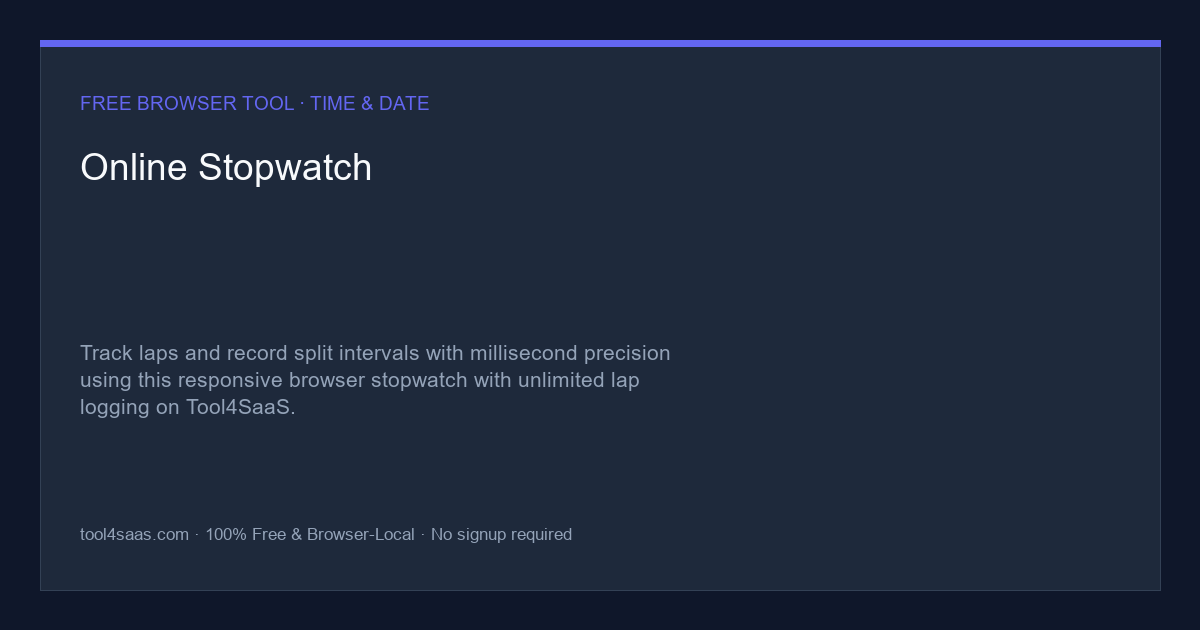 FREE BROWSER TOOL · TIME & DATE
Online Stopwatch
Track laps and record split intervals with millisecond precision
using this responsive browser stopwatch with unlimited lap
logging on Tool4SaaS.
tool4saas.com · 100% Free & Browser-Local · No signup required